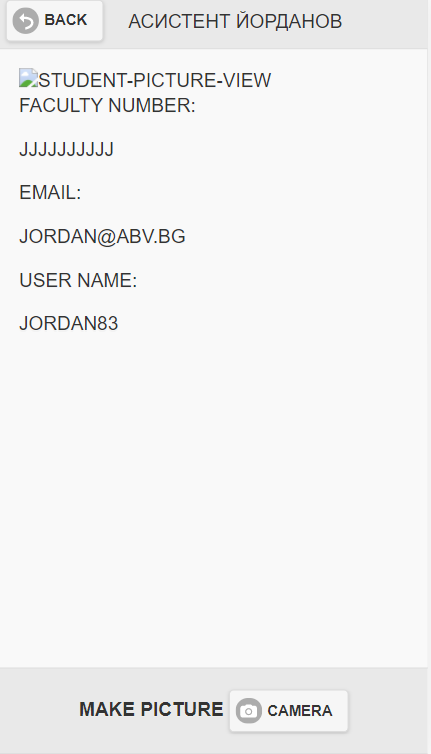 BACK АСИСТЕНТ ЙОРДАНОВ
STUDENT-PICTURE-VIEW
FACULTY NUMBER:
JJJJJJJJJJ
EMAIL:
JORDAN@ABV.BG
USER NAME:
JORDAN83
MAKE PICTURE CAMERA